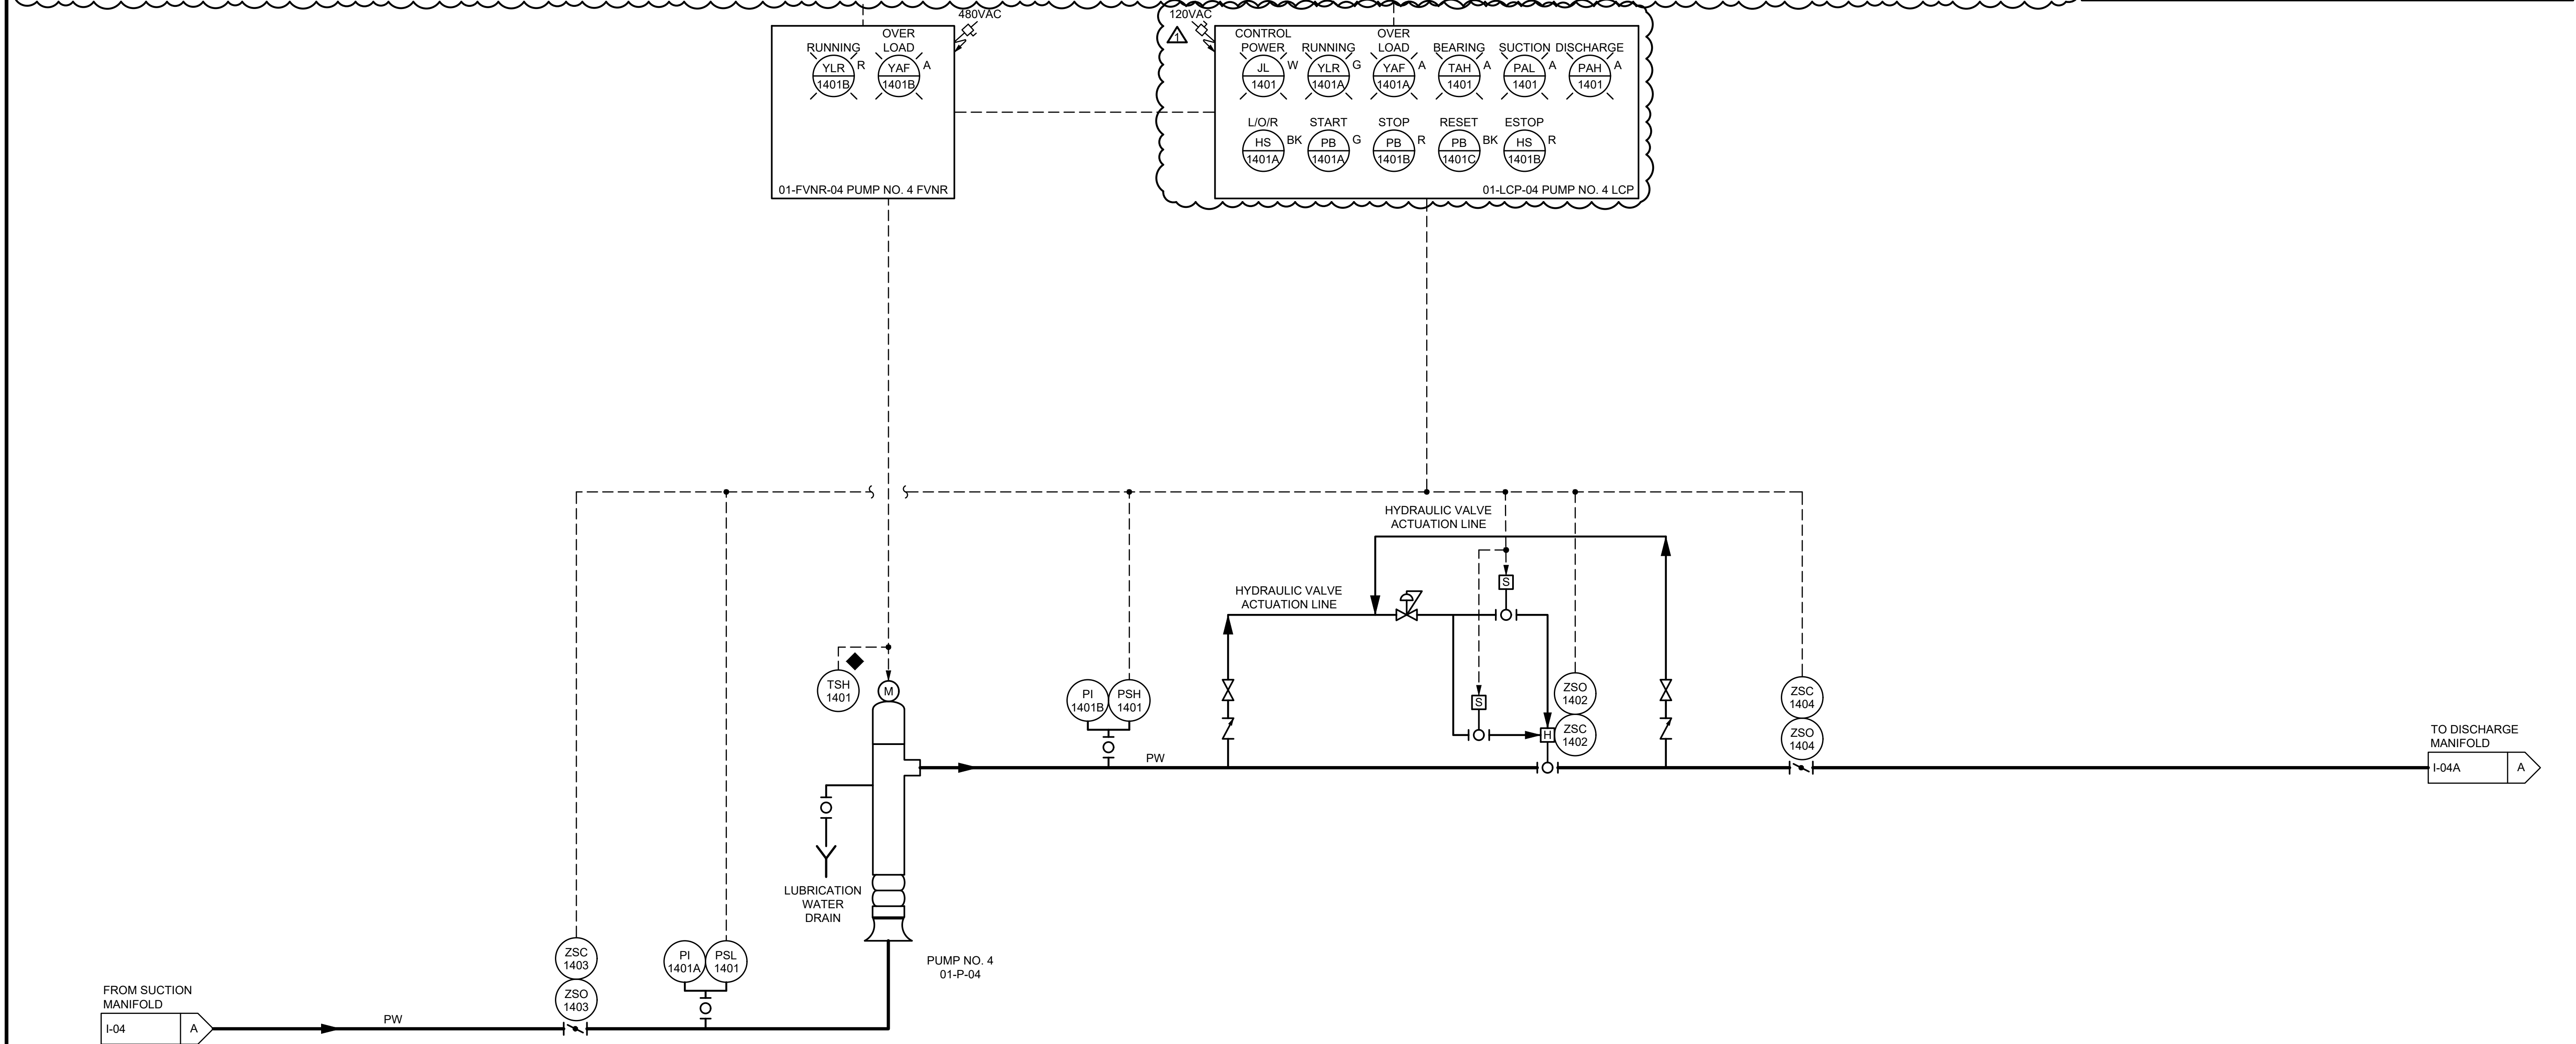 480VAC
RUNNING
OVER
LOAD
YLR
1401B
R
YAF
1401B
A
01-FVNR-04 PUMP NO. 4 FVNR
120VAC
1
CONTROL
POWER
RUNNING
OVER
LOAD
BEARING
SUCTION
DISCHARGE
JL
1401
W
YLR
1401A
G
YAF
1401A
A
TAH
1401
A
PAL
1401
A
PAH
1401
A
L/O/R
START
STOP
RESET
ESTOP
HS
1401A
BK
PB
1401A
G
PB
1401B
R
PB
1401C
BK
HS
1401B
R
01-LCP-04 PUMP NO. 4 LCP
HYDRAULIC VALVE
ACTUATION LINE
HYDRAULIC VALVE
ACTUATION LINE
S
S
H
TSH
1401
M
PI
1401B
PSH
1401
ZSO
1402
ZSC
1402
ZSC
1404
ZSO
1404
PW
TO DISCHARGE
MANIFOLD
I-04A
A
LUBRICATION
WATER
DRAIN
PUMP NO. 4
01-P-04
ZSC
1403
ZSO
1403
PI
1401A
PSL
1401
FROM SUCTION
MANIFOLD
I-04
A
PW